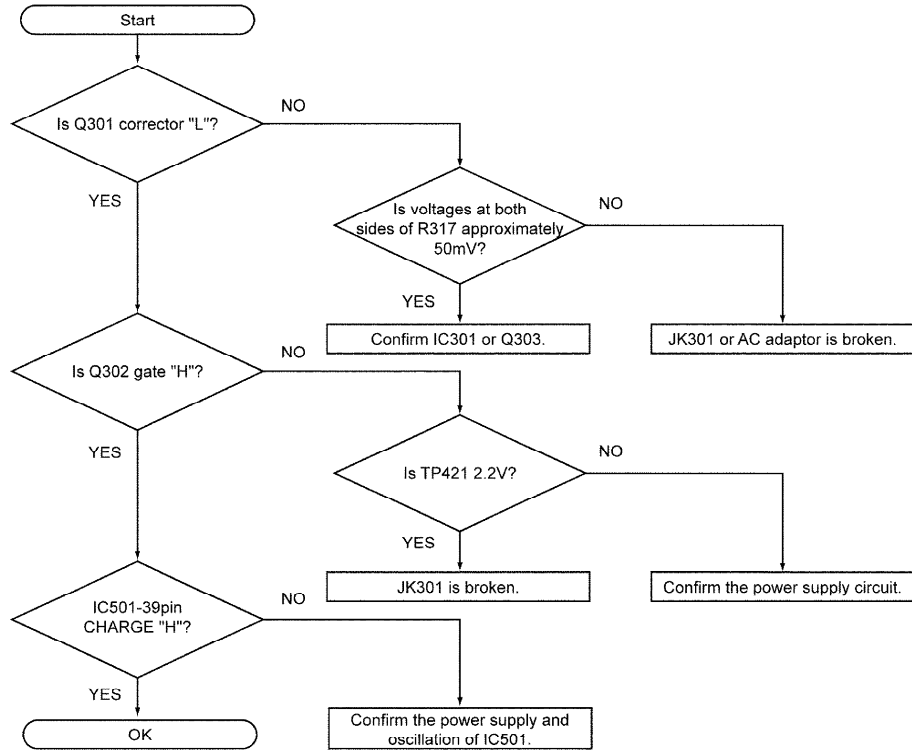 Start
Is Q301 corrector "L"?
NO
YES
Is voltages at both
sides of R317 approximately
50mV?
NO
YES
Confirm IC301 or Q303.
JK301 or AC adaptor is broken.
Is Q302 gate "H"?
NO
YES
Is TP421 2.2V?
NO
YES
JK301 is broken.
Confirm the power supply circuit.
IC501-39pin
CHARGE "H"?
NO
YES
OK
Confirm the power supply and
oscillation of IC501.